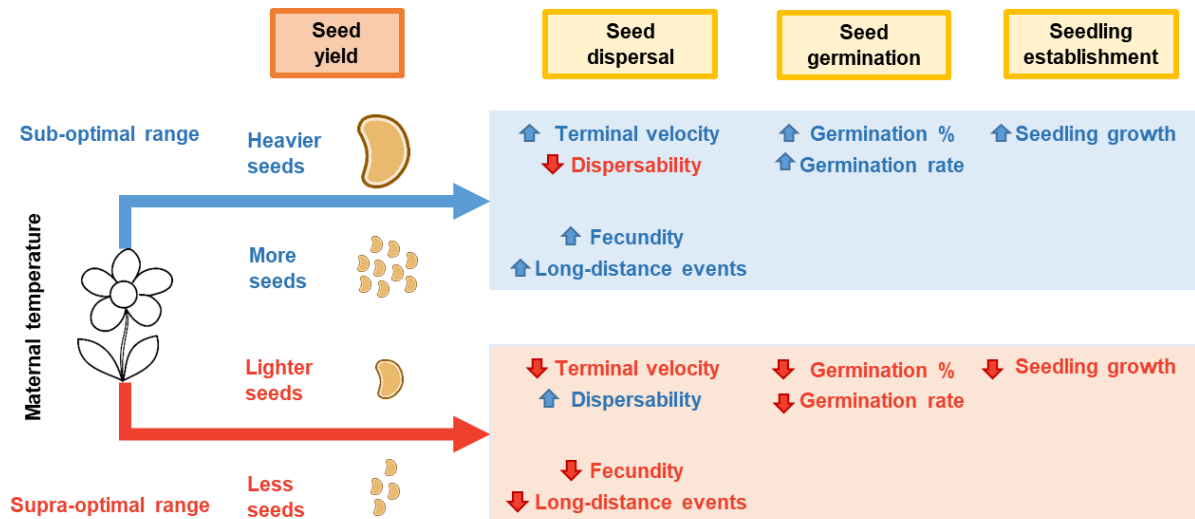 Seed
yield
Seed
dispersal
Seed
germination
Seedling
establishment
Sub-optimal range
Heavier
seeds
Terminal velocity
Germination %
Seedling growth
Dispersability
Germination rate
Maternal temperature
More
seeds
Fecundity
Long-distance events
Lighter
seeds
Terminal velocity
Germination %
Seedling growth
Dispersability
Germination rate
Supra-optimal range
Less
seeds
Fecundity
Long-distance events